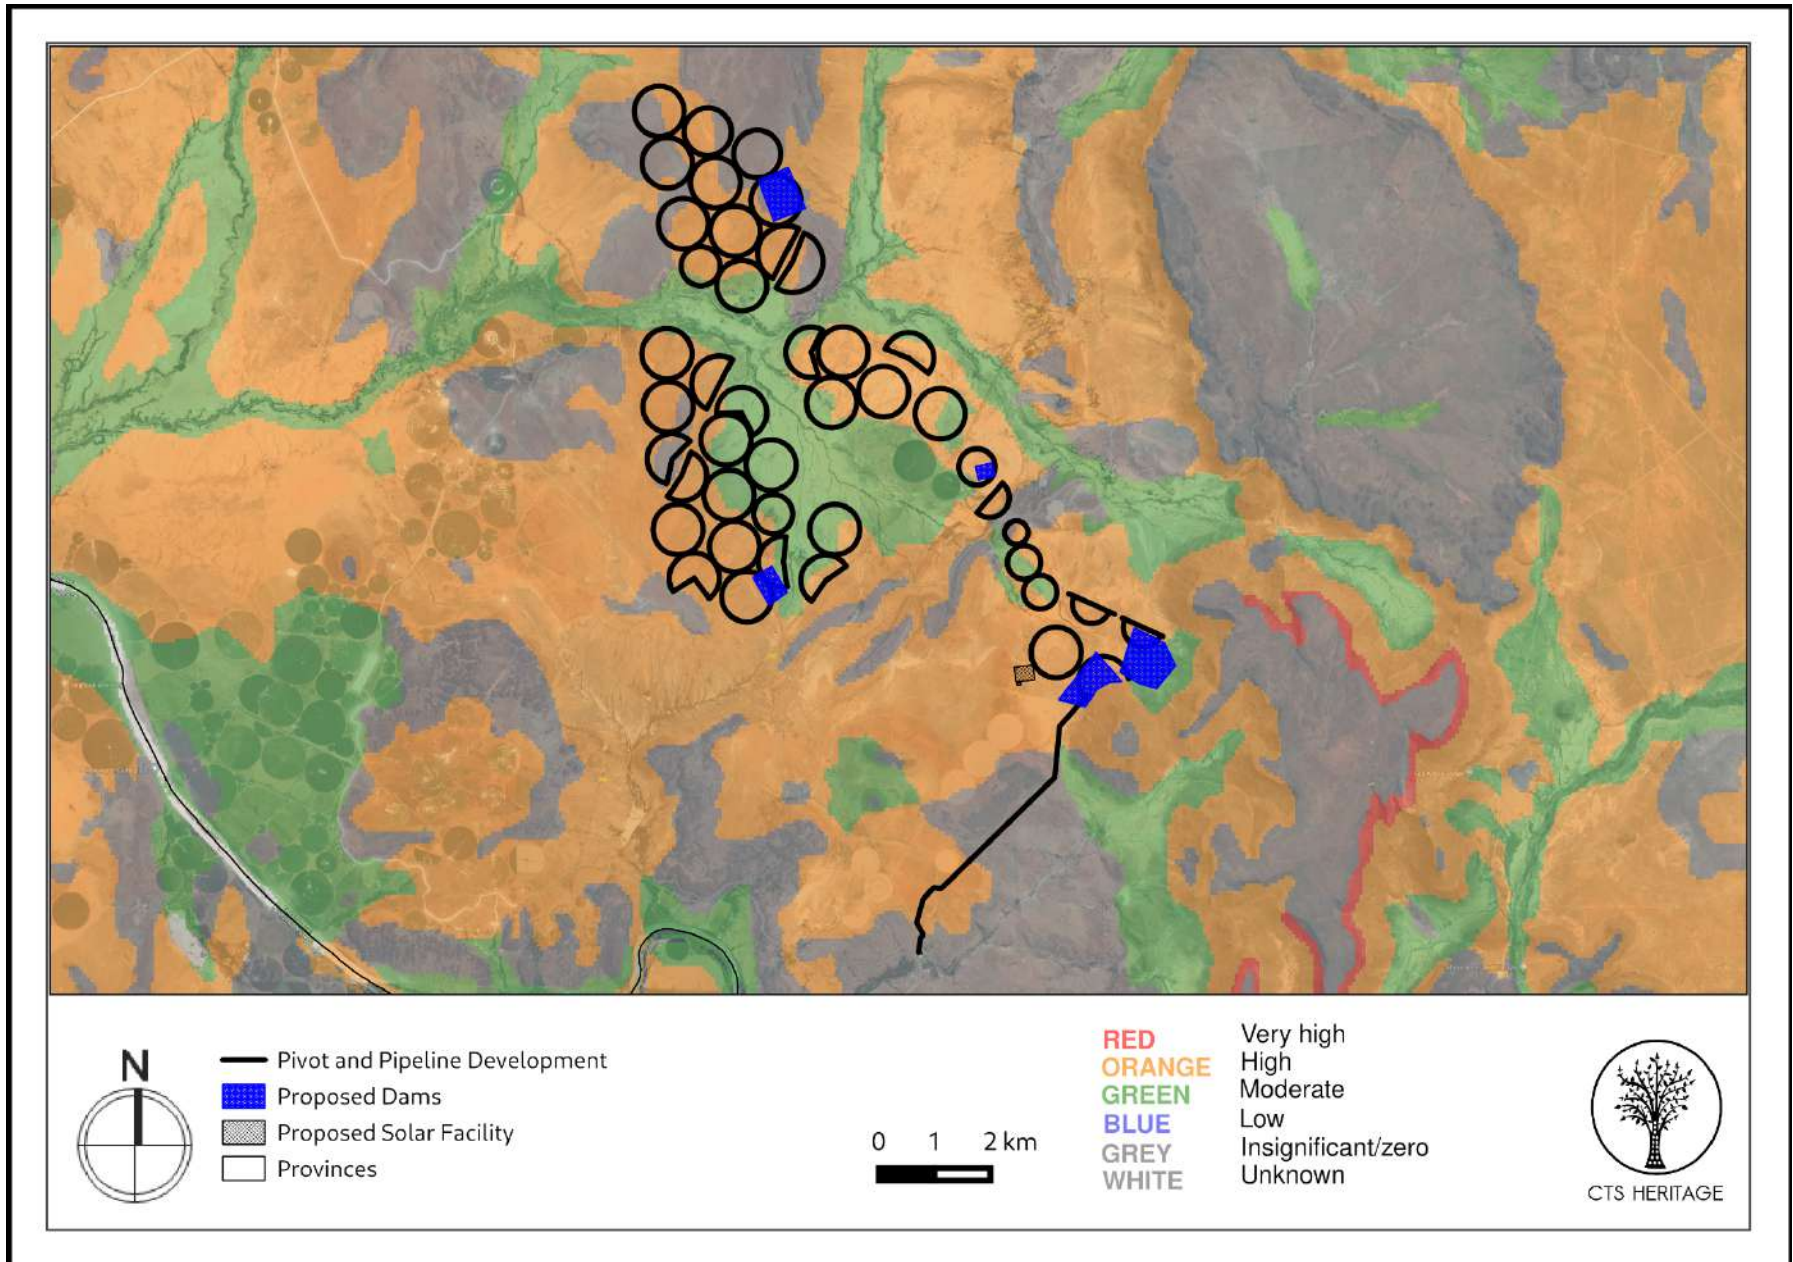 N
Pivot and Pipeline Development
Proposed Dams
Proposed Solar Facility
Provinces
0 1 2 km
RED Very high
ORANGE High
GREEN Moderate
BLUE Low
GREY Insignificant/zero
WHITE Unknown
CTS HERITAGE